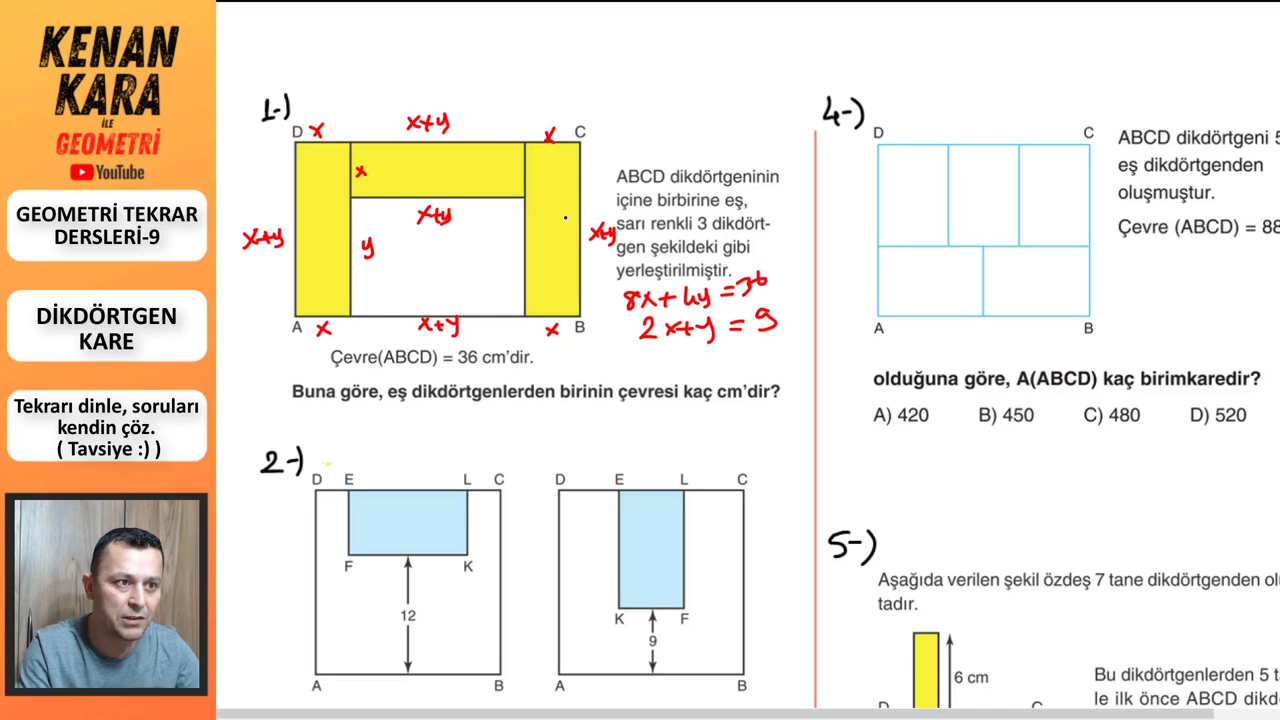 KENAN
KARA
İLE
GEOMETRİ
YouTube
GEOMETRİ TEKRAR
DERSLERİ-9
DİKDÖRTGEN
KARE
Tekrarı dinle, soruları
kendin çöz.
( Tavsiye :) )
1-)
D x x+y x C
x
x+y
x+y y x+y
A x x+y x B
ABCD dikdörtgeninin
içine birbirine eş,
sarı renkli 3 dikdört-
gen şekildeki gibi
yerleştirilmiştir.
8x+4y=36
2x+y=9
Çevre(ABCD) = 36 cm'dir.
Buna göre, eş dikdörtgenlerden birinin çevresi kaç cm'dir?
2-)
D E L C
F K
12
A B
D E L C
K F
9
A B
4-)
D C
A B
ABCD dikdörtgeni 5
eş dikdörtgenden
oluşmuştur.
Çevre (ABCD) = 88
olduğuna göre, A(ABCD) kaç birimkaredir?
A) 420 B) 450 C) 480 D) 520
5-)
Aşağıda verilen şekil özdeş 7 tane dikdörtgenden
tadır.
6 cm
Bu dikdörtgenlerden 5
le ilk önce ABCD